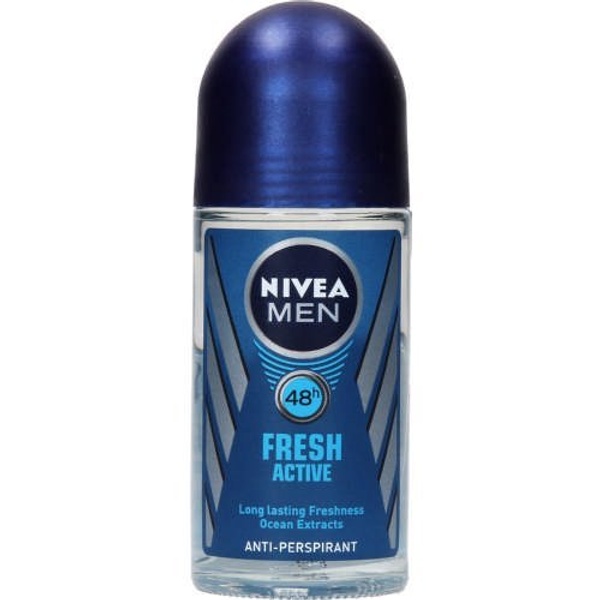 NIVEA
MEN
48h
FRESH
ACTIVE
Long lasting Freshness
Ocean Extracts
ANTI-PERSPIRANT